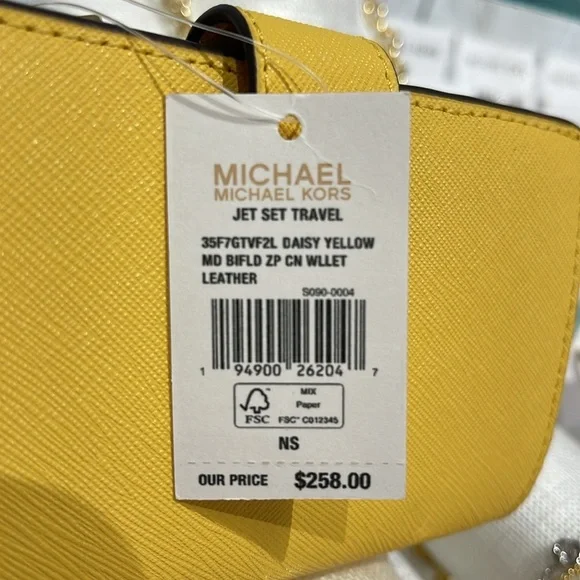 MICHAEL
MICHAEL KORS
JET SET TRAVEL
35F7GTVF2L DAISY YELLOW
MD BIFLD ZP CN WLLET
LEATHER
S090-0004
1 94900 26204 7
MIX
Paper
FSC FSC™ C012345
NS
OUR PRICE $258.00